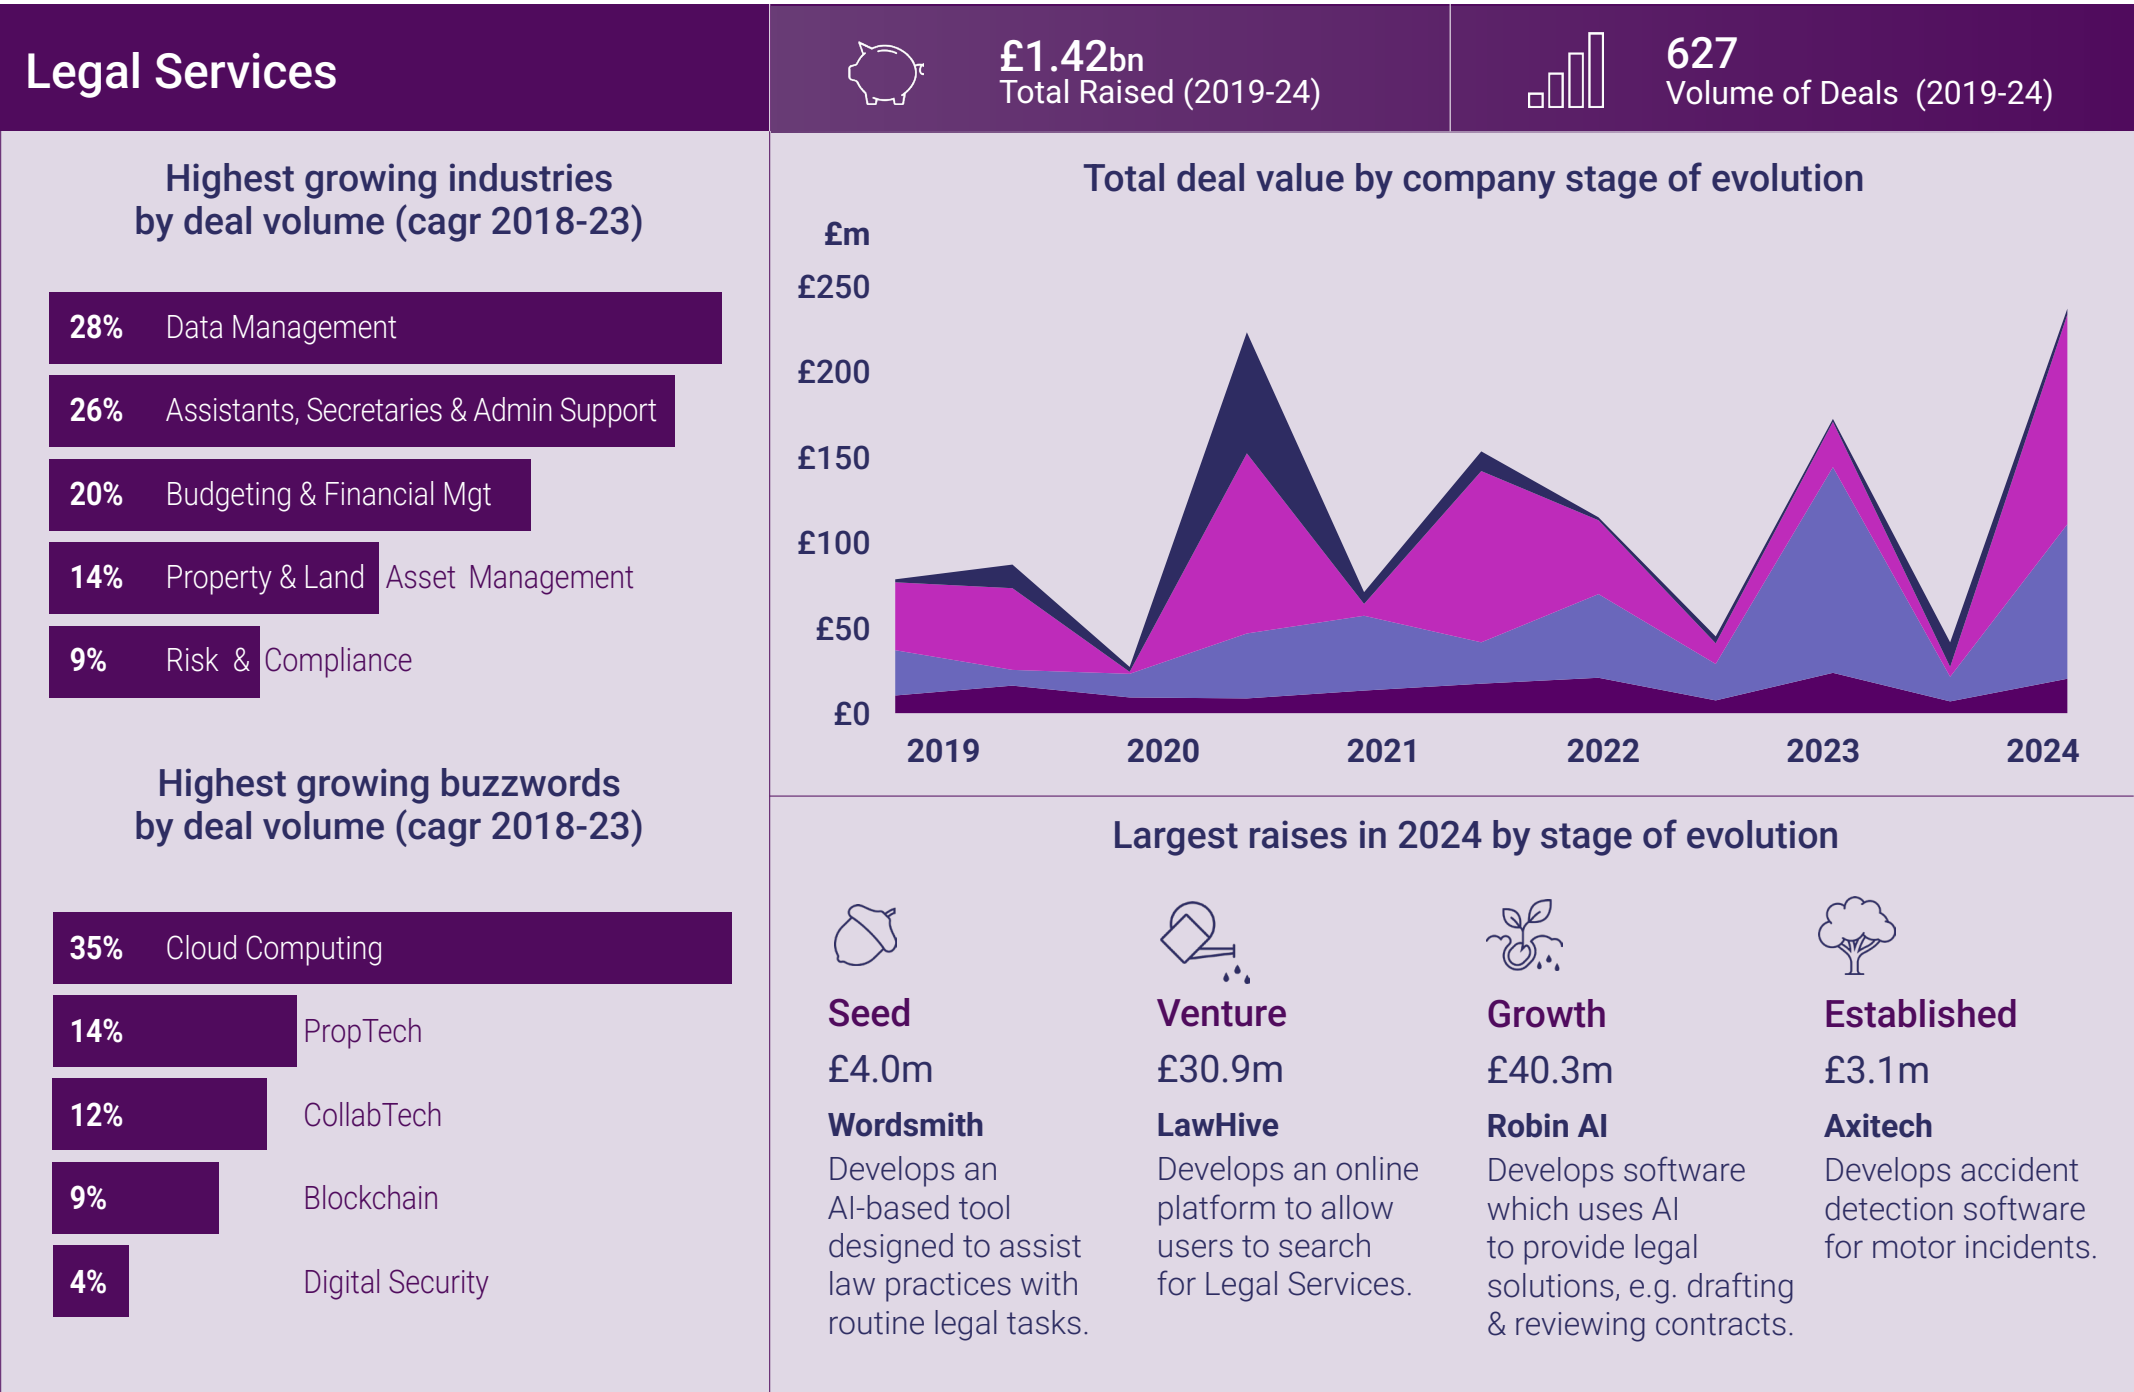 Legal Services
£1.42bn
Total Raised (2019-24)
627
Volume of Deals (2019-24)
Highest growing industries
by deal volume (cagr 2018-23)
28% Data Management
26% Assistants, Secretaries & Admin Support
20% Budgeting & Financial Mgt
14% Property & Land Asset Management
9% Risk & Compliance
Highest growing buzzwords
by deal volume (cagr 2018-23)
35% Cloud Computing
14% PropTech
12% CollabTech
9% Blockchain
4% Digital Security
Total deal value by company stage of evolution
£m
£250
£200
£150
£100
£50
£0
2019 2020 2021 2022 2023 2024
Largest raises in 2024 by stage of evolution
Seed
£4.0m
Wordsmith
Develops an
AI-based tool
designed to assist
law practices with
routine legal tasks.
Venture
£30.9m
LawHive
Develops an online
platform to allow
users to search
for Legal Services.
Growth
£40.3m
Robin AI
Develops software
which uses AI
to provide legal
solutions, e.g. drafting
& reviewing contracts.
Established
£3.1m
Axitech
Develops accident
detection software
for motor incidents.